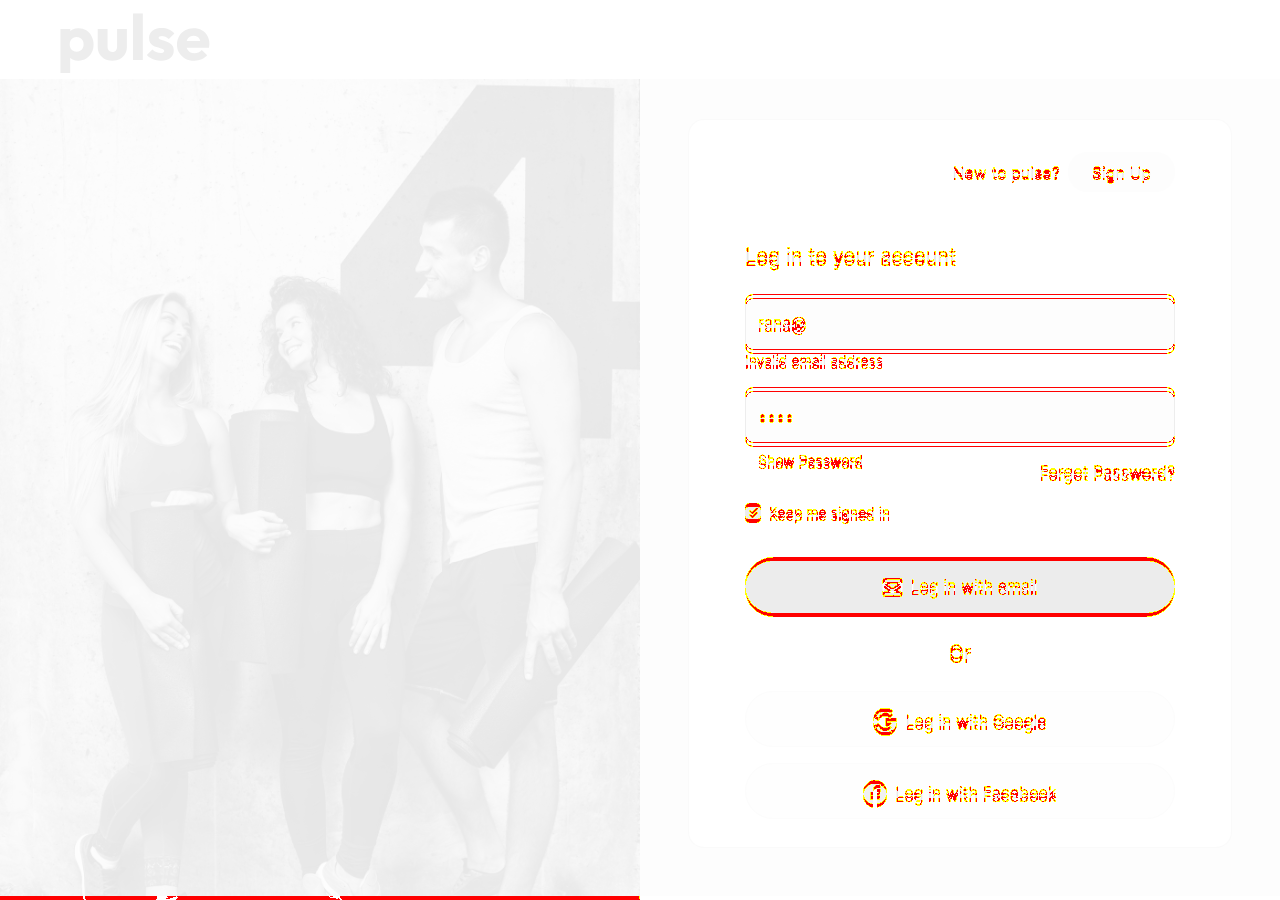 pulse
New to pulse? Sign Up
Log in to your account
rana@
Invalid email address
Show Password
Forgot Password?
Keep me signed in
Log in with email
Or
Log in with Google
Log in with Facebook